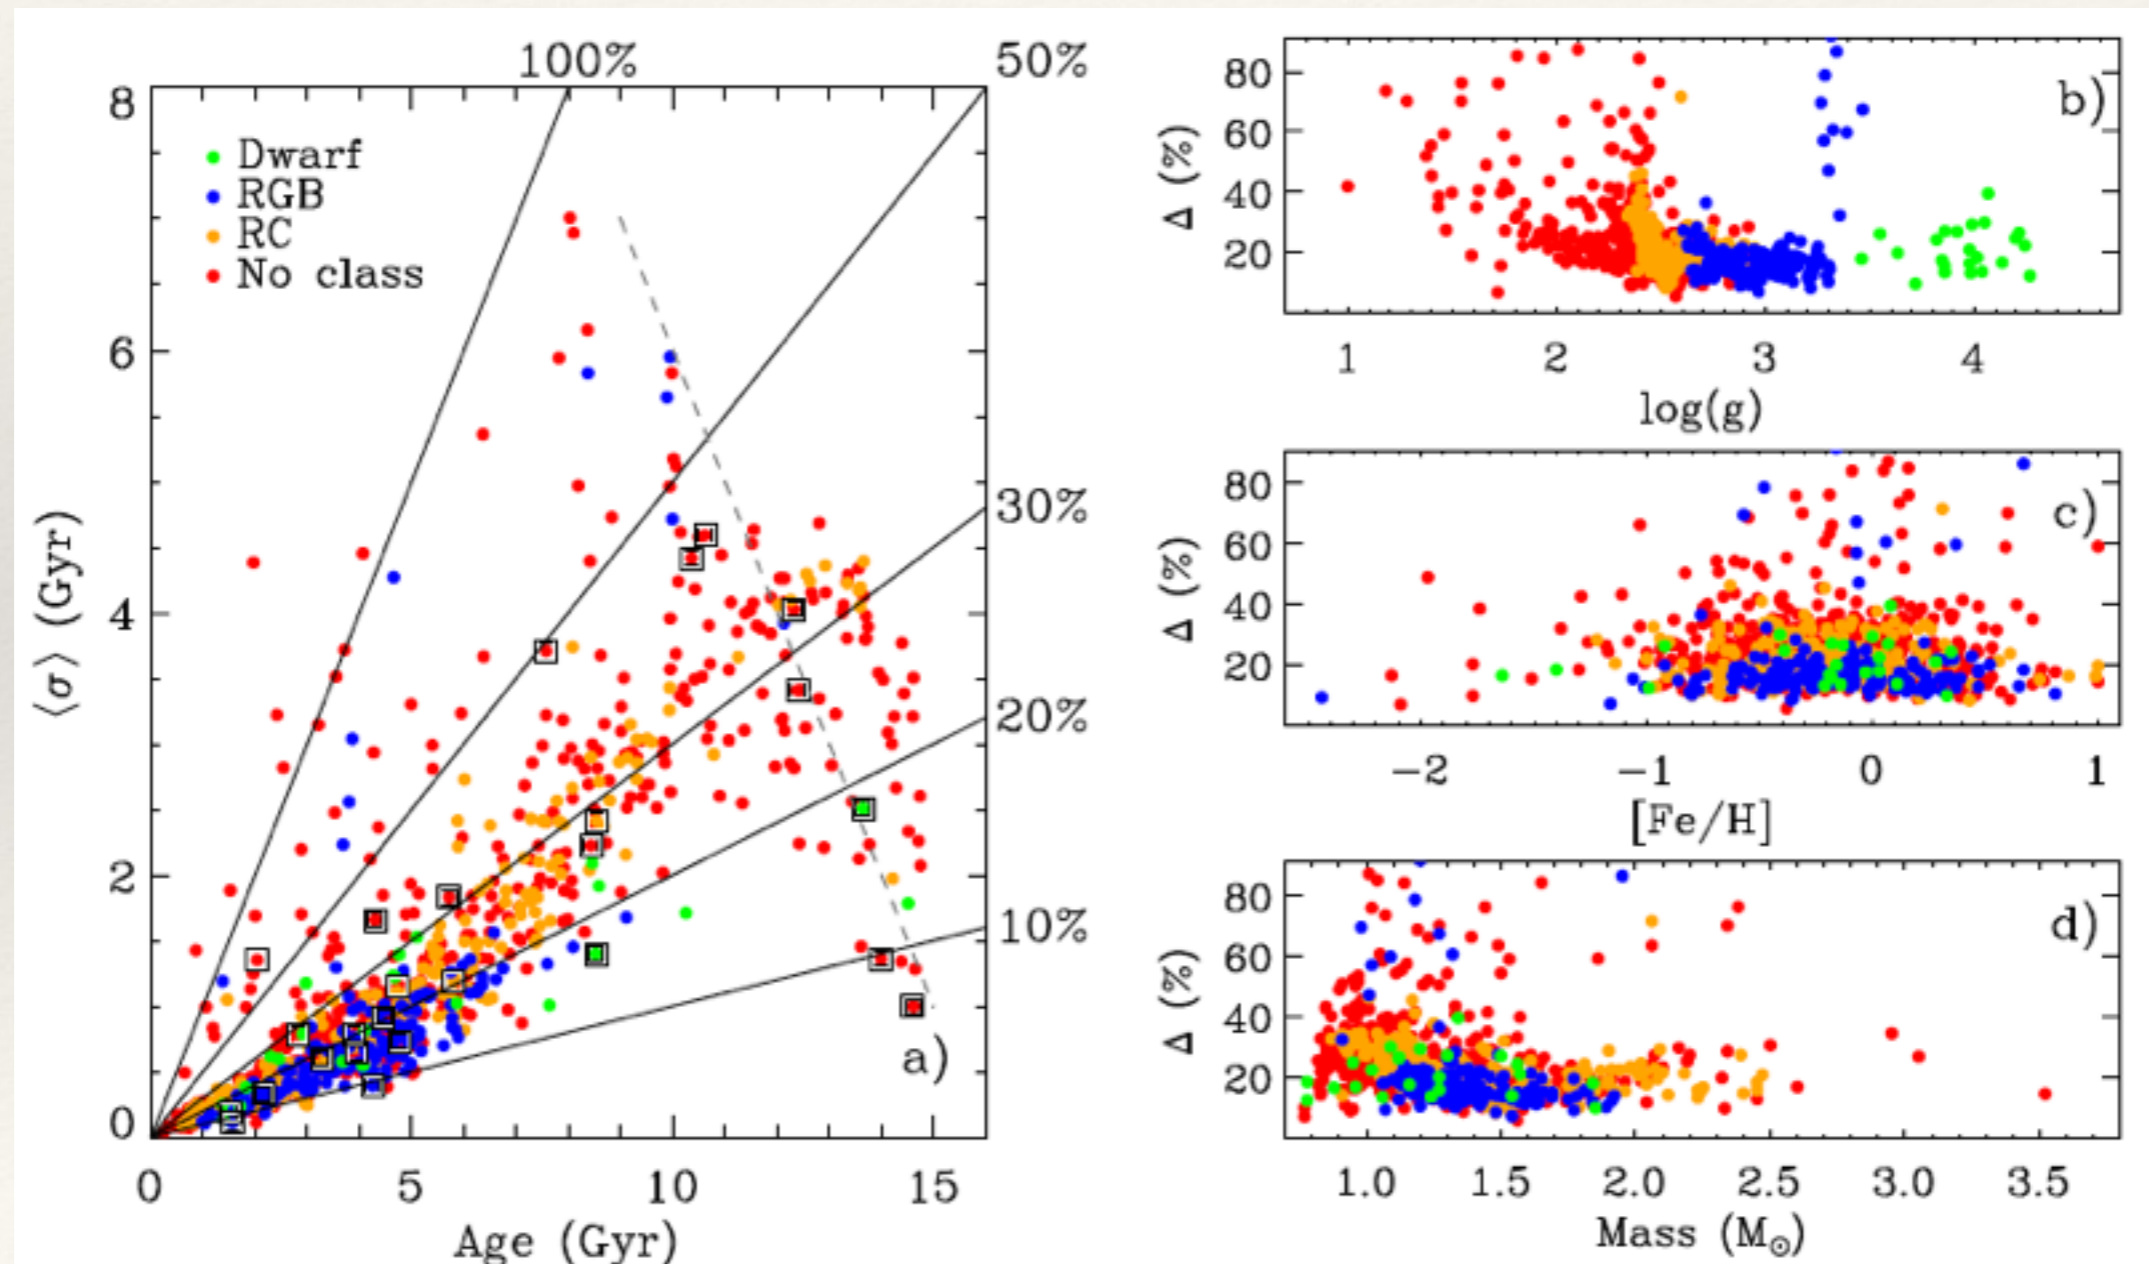 100%
50%
8
Dwarf
RGB
RC
No class
6
30%
4
20%
2
10%
a)
0
0 5 10 15
Age (Gyr)
⟨σ⟩ (Gyr)
80
60
40
20
b)
Δ (%)
1 2 3 4
log(g)
80
60
40
20
c)
Δ (%)
−2 −1 0 1
[Fe/H]
80
60
40
20
d)
Δ (%)
1.0 1.5 2.0 2.5 3.0 3.5
Mass (M⊙)